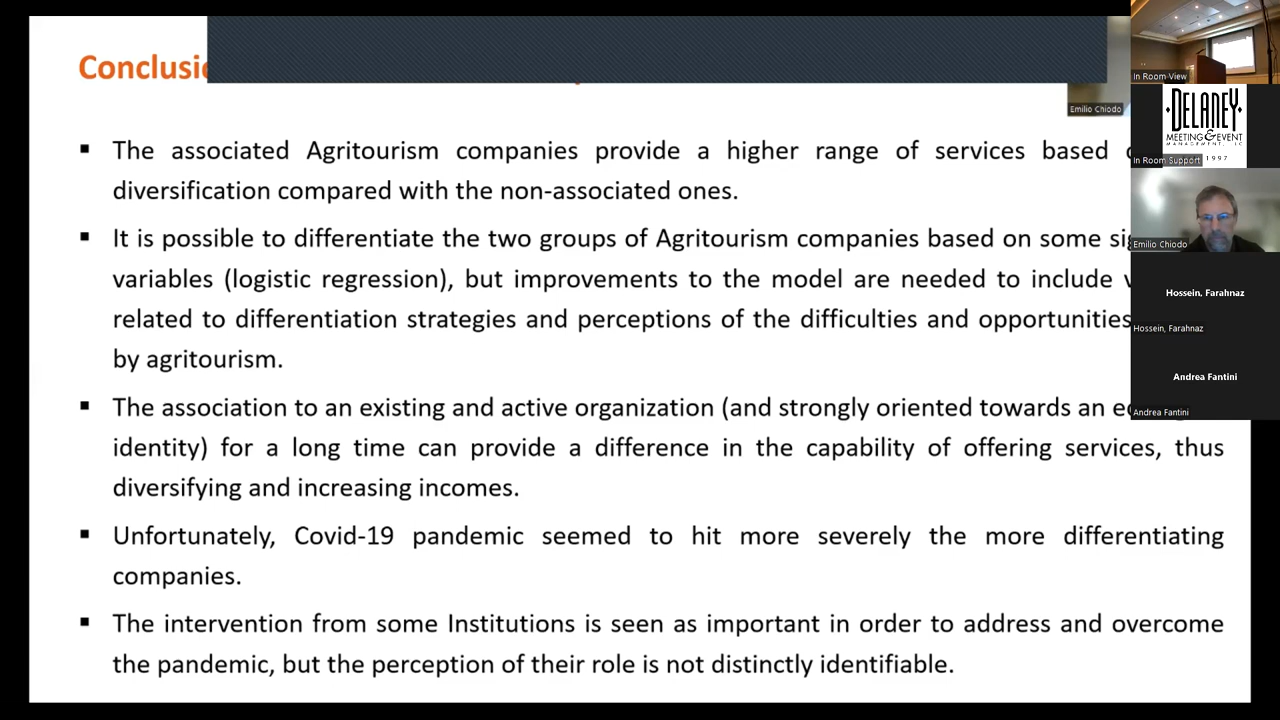 Emilio Chiodo
▪ The associated Agritourism companies provide a higher range of services based
diversification compared with the non-associated ones.
▪ It is possible to differentiate the two groups of Agritourism companies based on some
variables (logistic regression), but improvements to the model are needed to include
related to differentiation strategies and perceptions of the difficulties and opportunities
by agritourism.
▪ The association to an existing and active organization (and strongly oriented towards an
identity) for a long time can provide a difference in the capability of offering services, thus
diversifying and increasing incomes.
▪ Unfortunately, Covid-19 pandemic seemed to hit more severely the more differentiating
companies.
▪ The intervention from some Institutions is seen as important in order to address and overcome
the pandemic, but the perception of their role is not distinctly identifiable.
In Room View
DELANEY
MEETING & EVENT
MANAGEMENT, LLC
1997
In Room Support
Emilio Chiodo
Hossein, Farahnaz
Hossein, Farahnaz
Andrea Fantini
Andrea Fantini